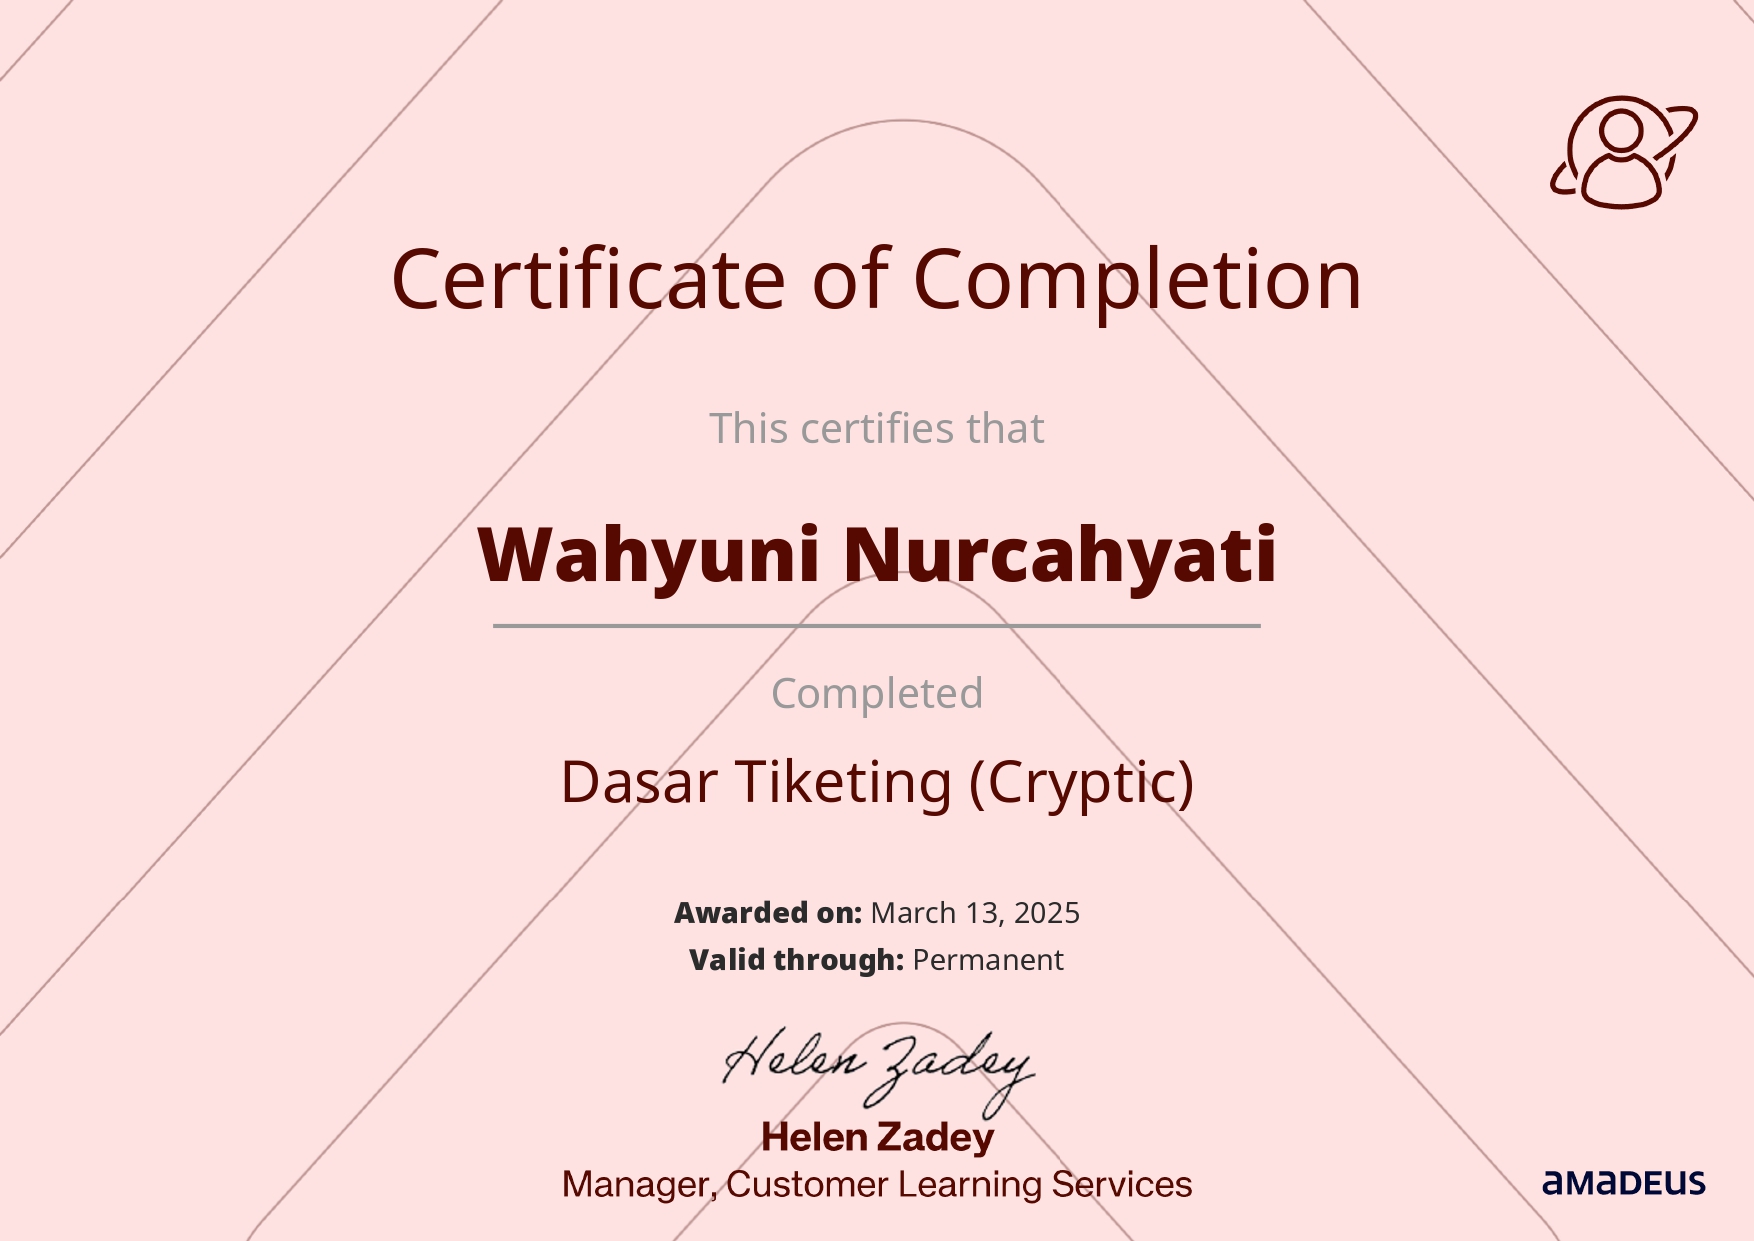 Certificate of Completion
This certifies that
Wahyuni Nurcahyati
Completed
Dasar Tiketing (Cryptic)
Awarded on: March 13, 2025
Valid through: Permanent
Helen Zadey
Helen Zadey
Manager, Customer Learning Services
amadeus